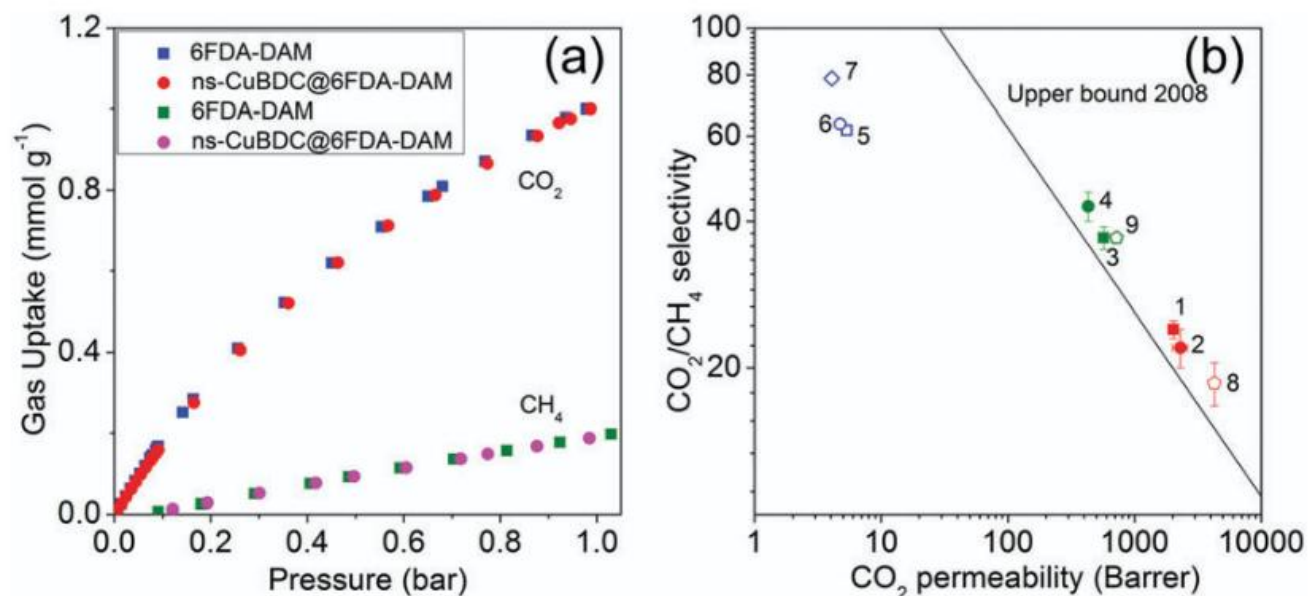 (a)
6FDA-DAM
ns-CuBDC@6FDA-DAM
6FDA-DAM
ns-CuBDC@6FDA-DAM
CO₂
CH₄
Gas Uptake (mmol g⁻¹)
1.2
0.8
0.4
0.0
0.0 0.2 0.4 0.6 0.8 1.0
Pressure (bar)
(b)
Upper bound 2008
7
6
5
4
9
3
1
2
8
CO₂/CH₄ selectivity
100
80
60
40
20
1 10 100 1000 10000
CO₂ permeability (Barrer)